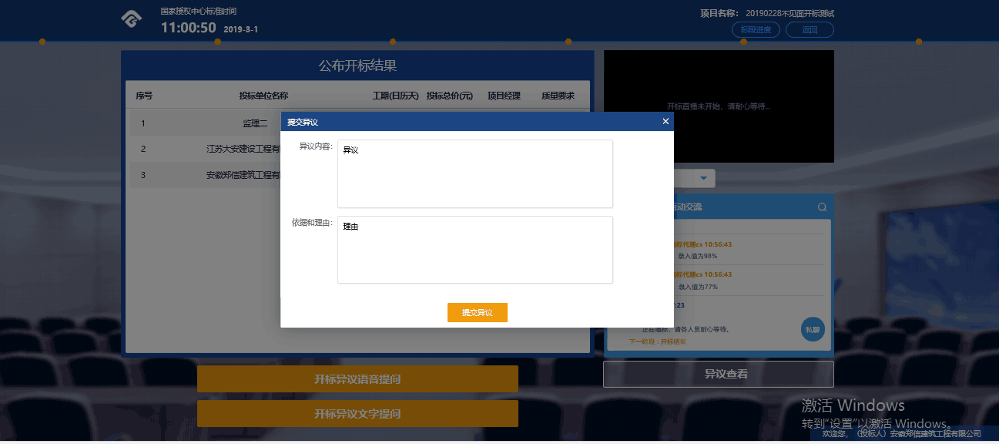 国家授权中心标准时间
11:00:50 2019-3-1
项目名称： 20190228不见面开标测试
标段进度 返回
公布开标结果
序号 投标单位名称 工期(日历天) 投标总价(元) 项目经理 质量要求
1 监理二
2 江苏大安建设工程有
3 安徽郑信建筑工程有
开标直播未开始，请耐心等待...
提交异议 ×
异议内容： 异议
依据和理由： 理由
提交异议
互动交流
标代理cs 10:56:43
录入值为98%
标代理cs 10:56:43
录入值为77%
7:23
正在唱标，请各人员耐心等待。
下一阶段：开标结束
私聊
开标异议语音提问
开标异议文字提问
异议查看
激活 Windows
转到"设置"以激活 Windows。
欢迎您，（投标人）安徽郑信建筑工程有限公司